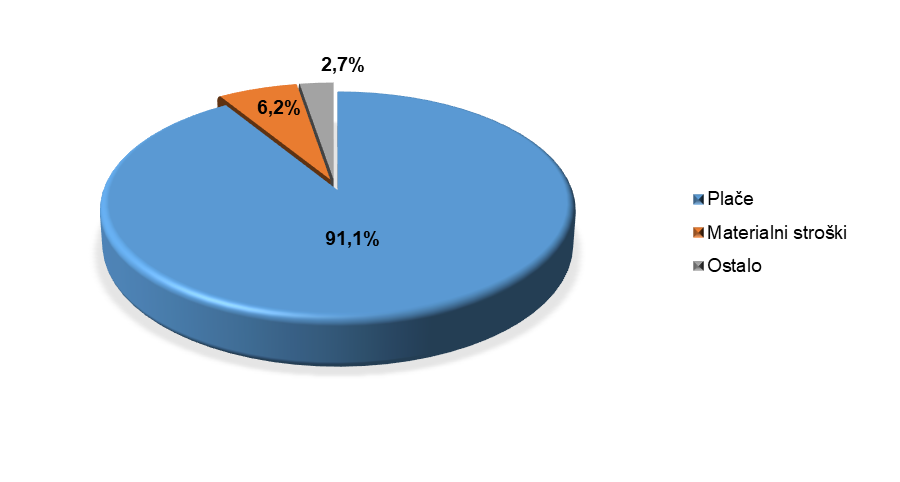 2,7%
6,2%
91,1%
Plače
Materialni stroški
Ostalo